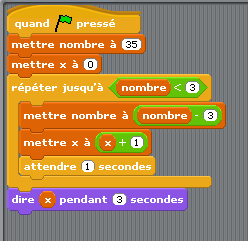 quand pressé
mettre nombre à 35
mettre x à 0
répéter jusqu'à nombre < 3
mettre nombre à nombre - 3
mettre x à x + 1
attendre 1 secondes
dire x pendant 3 secondes